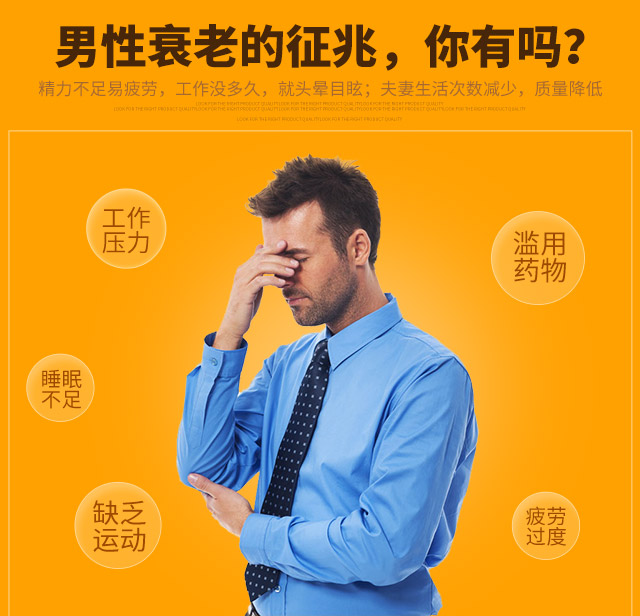 男性衰老的征兆，你有吗？
精力不足易疲劳，工作没多久，就头晕目眩；夫妻生活次数减少，质量降低
工作
压力
滥用
药物
睡眠
不足
缺乏
运动
疲劳
过度